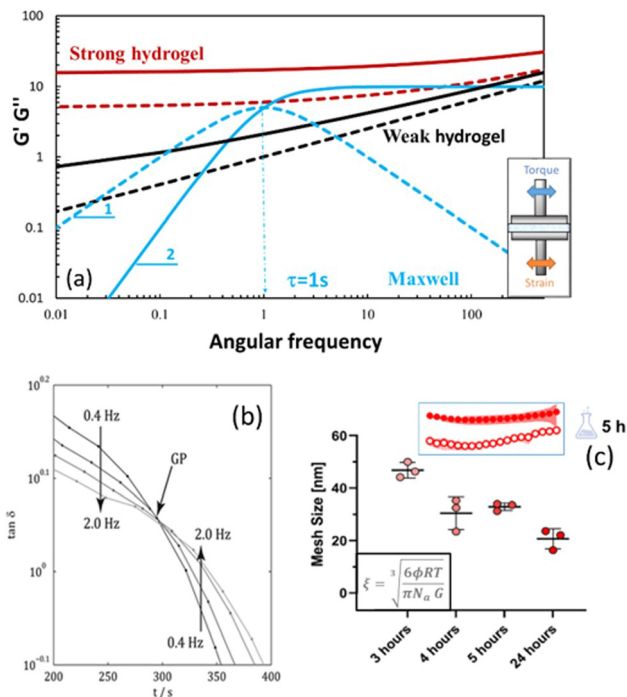 100
10
1
0.1
0.01
G' G''
Strong hydrogel
Weak hydrogel
Maxwell
1
2
τ=1s
(a)
Torque
Strain
0.01 0.1 1 10 100
Angular frequency
(b)
10^0.2
10^0.1
10^0
10^-0.1
tan δ
0.4 Hz
2.0 Hz
GP
2.0 Hz
0.4 Hz
200 250 300 350 400
t / s
5 h
(c)
60
40
20
0
Mesh Size [nm]
ξ = ∛(6ϕRT / πN_a G)
3 hours
4 hours
5 hours
24 hours